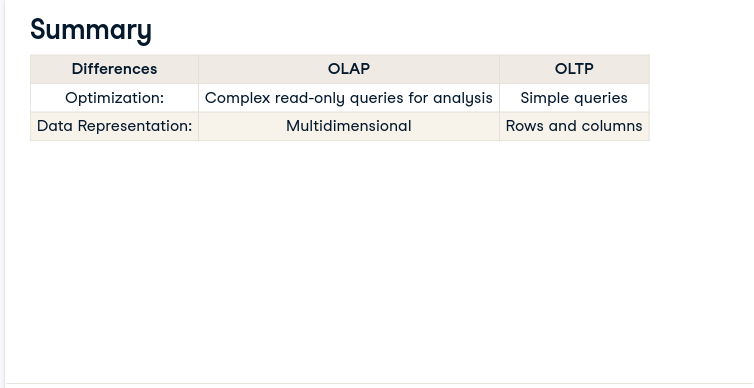 Summary
Differences OLAP OLTP
Optimization: Complex read-only queries for analysis Simple queries
Data Representation: Multidimensional Rows and columns